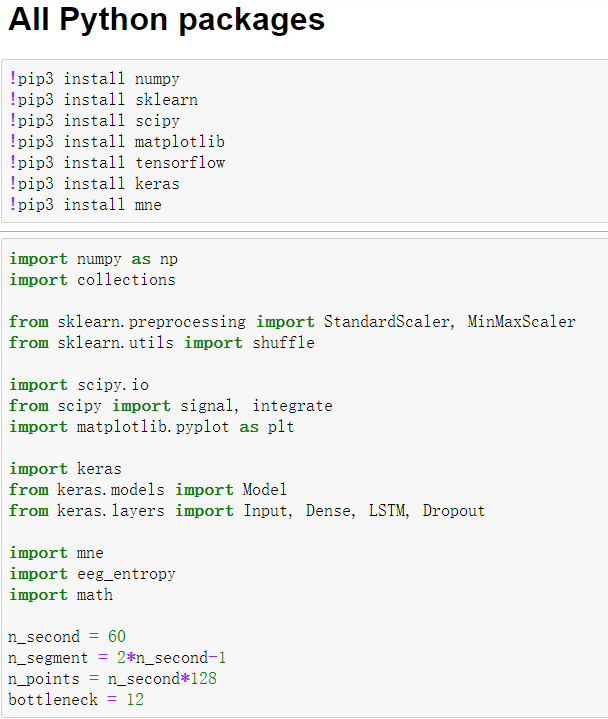 All Python packages
!pip3 install numpy
!pip3 install sklearn
!pip3 install scipy
!pip3 install matplotlib
!pip3 install tensorflow
!pip3 install keras
!pip3 install mne
import numpy as np
import collections
from sklearn.preprocessing import StandardScaler, MinMaxScaler
from sklearn.utils import shuffle
import scipy.io
from scipy import signal, integrate
import matplotlib.pyplot as plt
import keras
from keras.models import Model
from keras.layers import Input, Dense, LSTM, Dropout
import mne
import eeg_entropy
import math
n_second = 60
n_segment = 2*n_second-1
n_points = n_second*128
bottleneck = 12